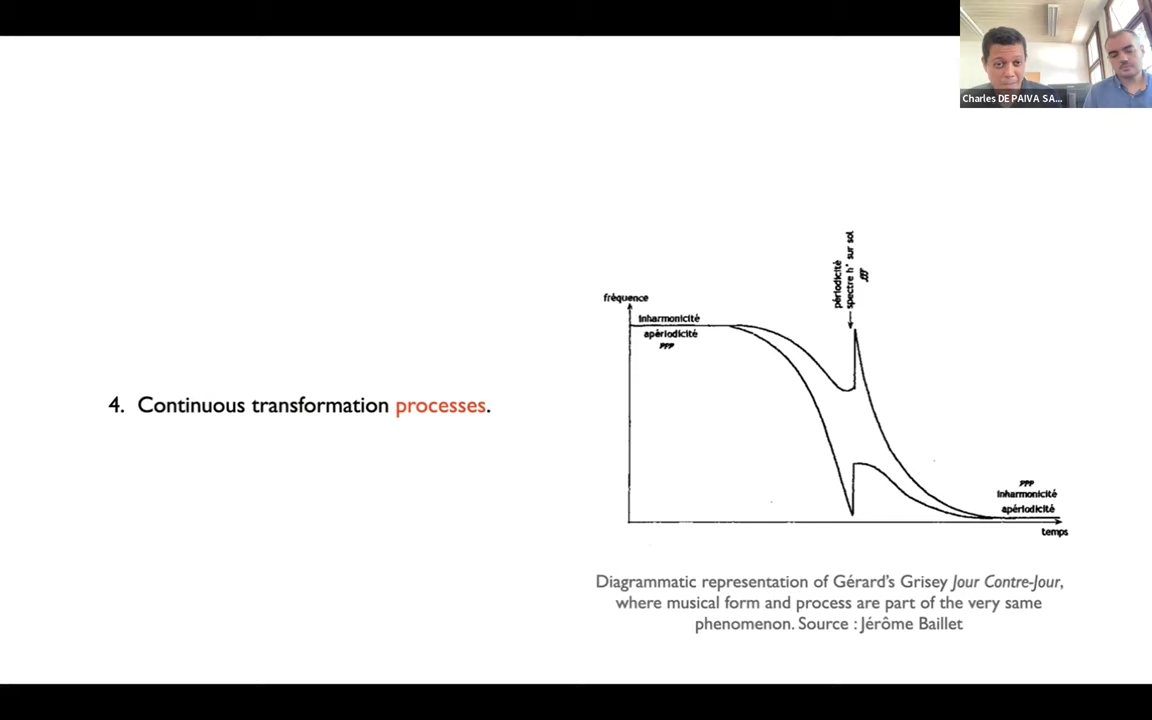 Charles DE PAIVA SA...
4. Continuous transformation processes.
périodicité
spectre h* sur sol
fff
fréquence
inharmonicité
apériodicité
ppp
ppp
inharmonicité
apériodicité
temps
Diagrammatic representation of Gérard's Grisey Jour Contre-Jour,
where musical form and process are part of the very same
phenomenon. Source : Jérôme Baillet